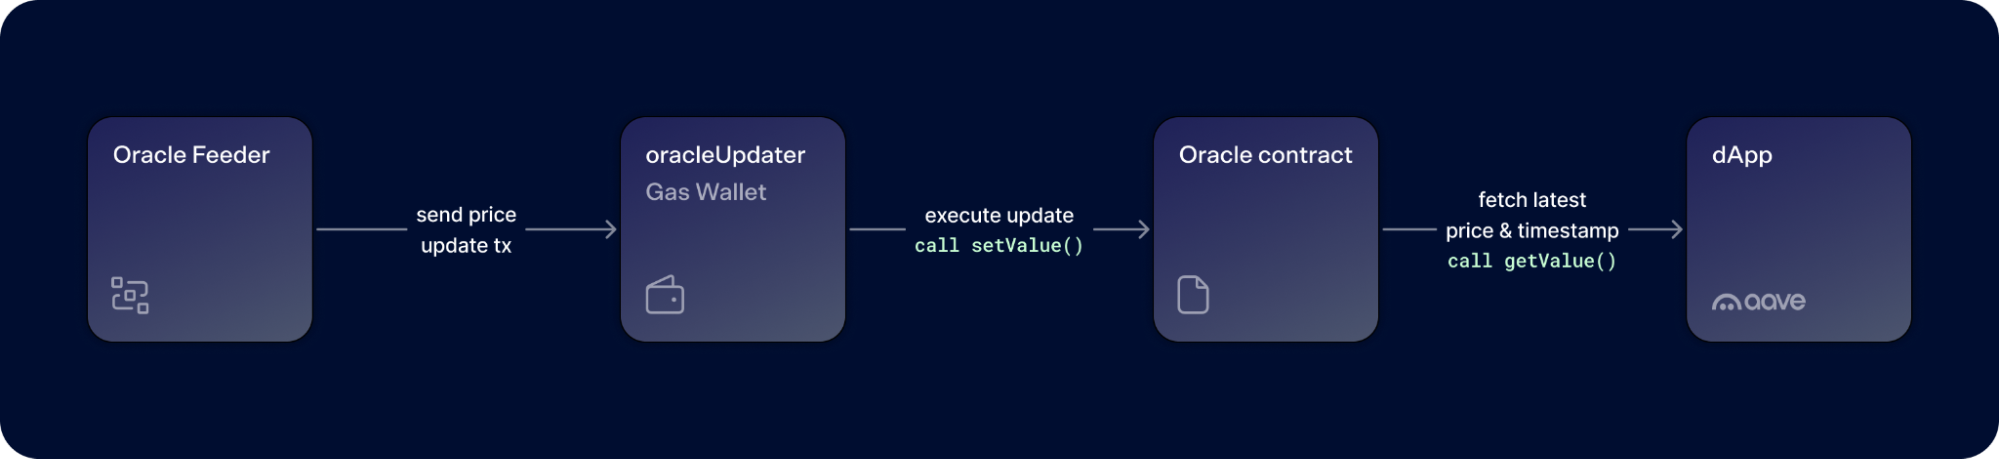 Oracle Feeder
send price
update tx
oracleUpdater
Gas Wallet
execute update
call setValue()
Oracle contract
fetch latest
price & timestamp
call getValue()
dApp
aave